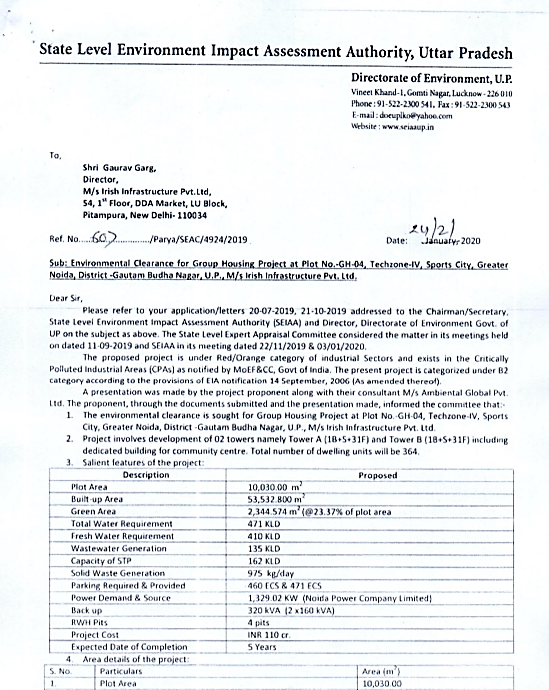 State Level Environment Impact Assessment Authority, Uttar Pradesh
Directorate of Environment, U.P.
Vineet Khand-1, Gomti Nagar, Lucknow - 226 010
Phone : 91-522-2300 541, Fax : 91-522-2300 543
E-mail : doeuplko@yahoo.com
Website : www.seiaaup.in
To,
Shri Gaurav Garg,
Director,
M/s Irish Infrastructure Pvt.Ltd,
54, 1st Floor, DDA Market, LU Block,
Pitampura, New Delhi- 110034
Ref. No.....607............/Parya/SEAC/4924/2019
Date: 24/2/ January, 2020
Sub: Environmental Clearance for Group Housing Project at Plot No.-GH-04, Techzone-IV, Sports City, Greater
Noida, District -Gautam Budha Nagar, U.P., M/s Irish Infrastructure Pvt. Ltd.
Dear Sir,
Please refer to your application/letters 20-07-2019, 21-10-2019 addressed to the Chairman/Secretary,
State Level Environment Impact Assessment Authority (SEIAA) and Director, Directorate of Environment Govt. of
UP on the subject as above. The State Level Expert Appraisal Committee considered the matter in its meetings held
on dated 11-09-2019 and SEIAA in its meeting dated 22/11/2019 & 03/01/2020.
The proposed project is under Red/Orange category of industrial Sectors and exists in the Critically
Polluted Industrial Areas (CPAs) as notified by MoEF&CC, Govt of India. The present project is categorized under B2
category according to the provisions of EIA notification 14 September, 2006 (As amended thereof).
A presentation was made by the project proponent along with their consultant M/s Ambiental Global Pvt.
Ltd. The proponent, through the documents submitted and the presentation made, informed the committee that:-
1. The environmental clearance is sought for Group Housing Project at Plot No.-GH-04, Techzone-IV, Sports
City, Greater Noida, District -Gautam Budha Nagar, U.P., M/s Irish Infrastructure Pvt. Ltd.
2. Project involves development of 02 towers namely Tower A (1B+S+31F) and Tower B (1B+S+31F) including
dedicated building for community centre. Total number of dwelling units will be 364.
3. Salient features of the project:
Description Proposed
Plot Area 10,030.00 m2
Built-up Area 53,532.800 m2
Green Area 2,344.574 m2 (@23.37% of plot area
Total Water Requirement 471 KLD
Fresh Water Requirement 410 KLD
Wastewater Generation 135 KLD
Capacity of STP 162 KLD
Solid Waste Generation 975 kg/day
Parking Required & Provided 460 ECS & 471 ECS
Power Demand & Source 1,329.02 KW (Noida Power Company Limited)
Back up 320 kVA (2 x160 kVA)
RWH Pits 4 pits
Project Cost INR 110 cr.
Expected Date of Completion 5 Years
4. Area details of the project:
S. No. Particulars Area (m2)
1. Plot Area 10,030.00